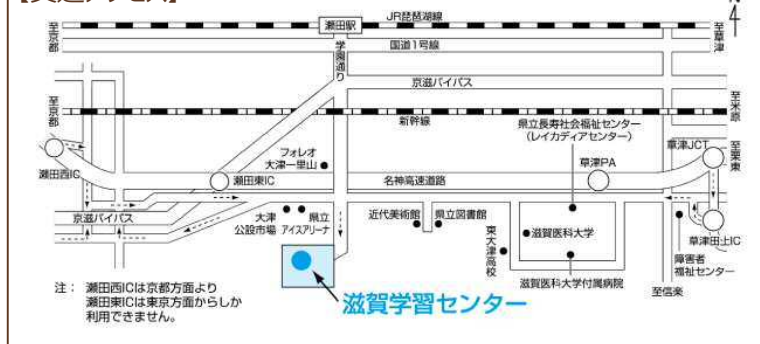 【交通アクセス】
N
JR琵琶湖線
瀬田駅
至京都
至草津
国道1号線
学園通り
京滋バイパス
至京都
至米原
新幹線
県立長寿社会福祉センター
(レイカディアセンター)
草津JCT
至栗東
フォレオ
大津一里山
草津PA
瀬田西IC
瀬田東IC
名神高速道路
京滋バイパス
大津
公設市場
県立
アイスアリーナ
近代美術館
県立図書館
東大津高校
滋賀医科大学
草津田上IC
障害者
福祉センター
滋賀医科大学付属病院
至信楽
注: 瀬田西ICは京都方面より
瀬田東ICは東京方面からしか
利用できません。
滋賀学習センター